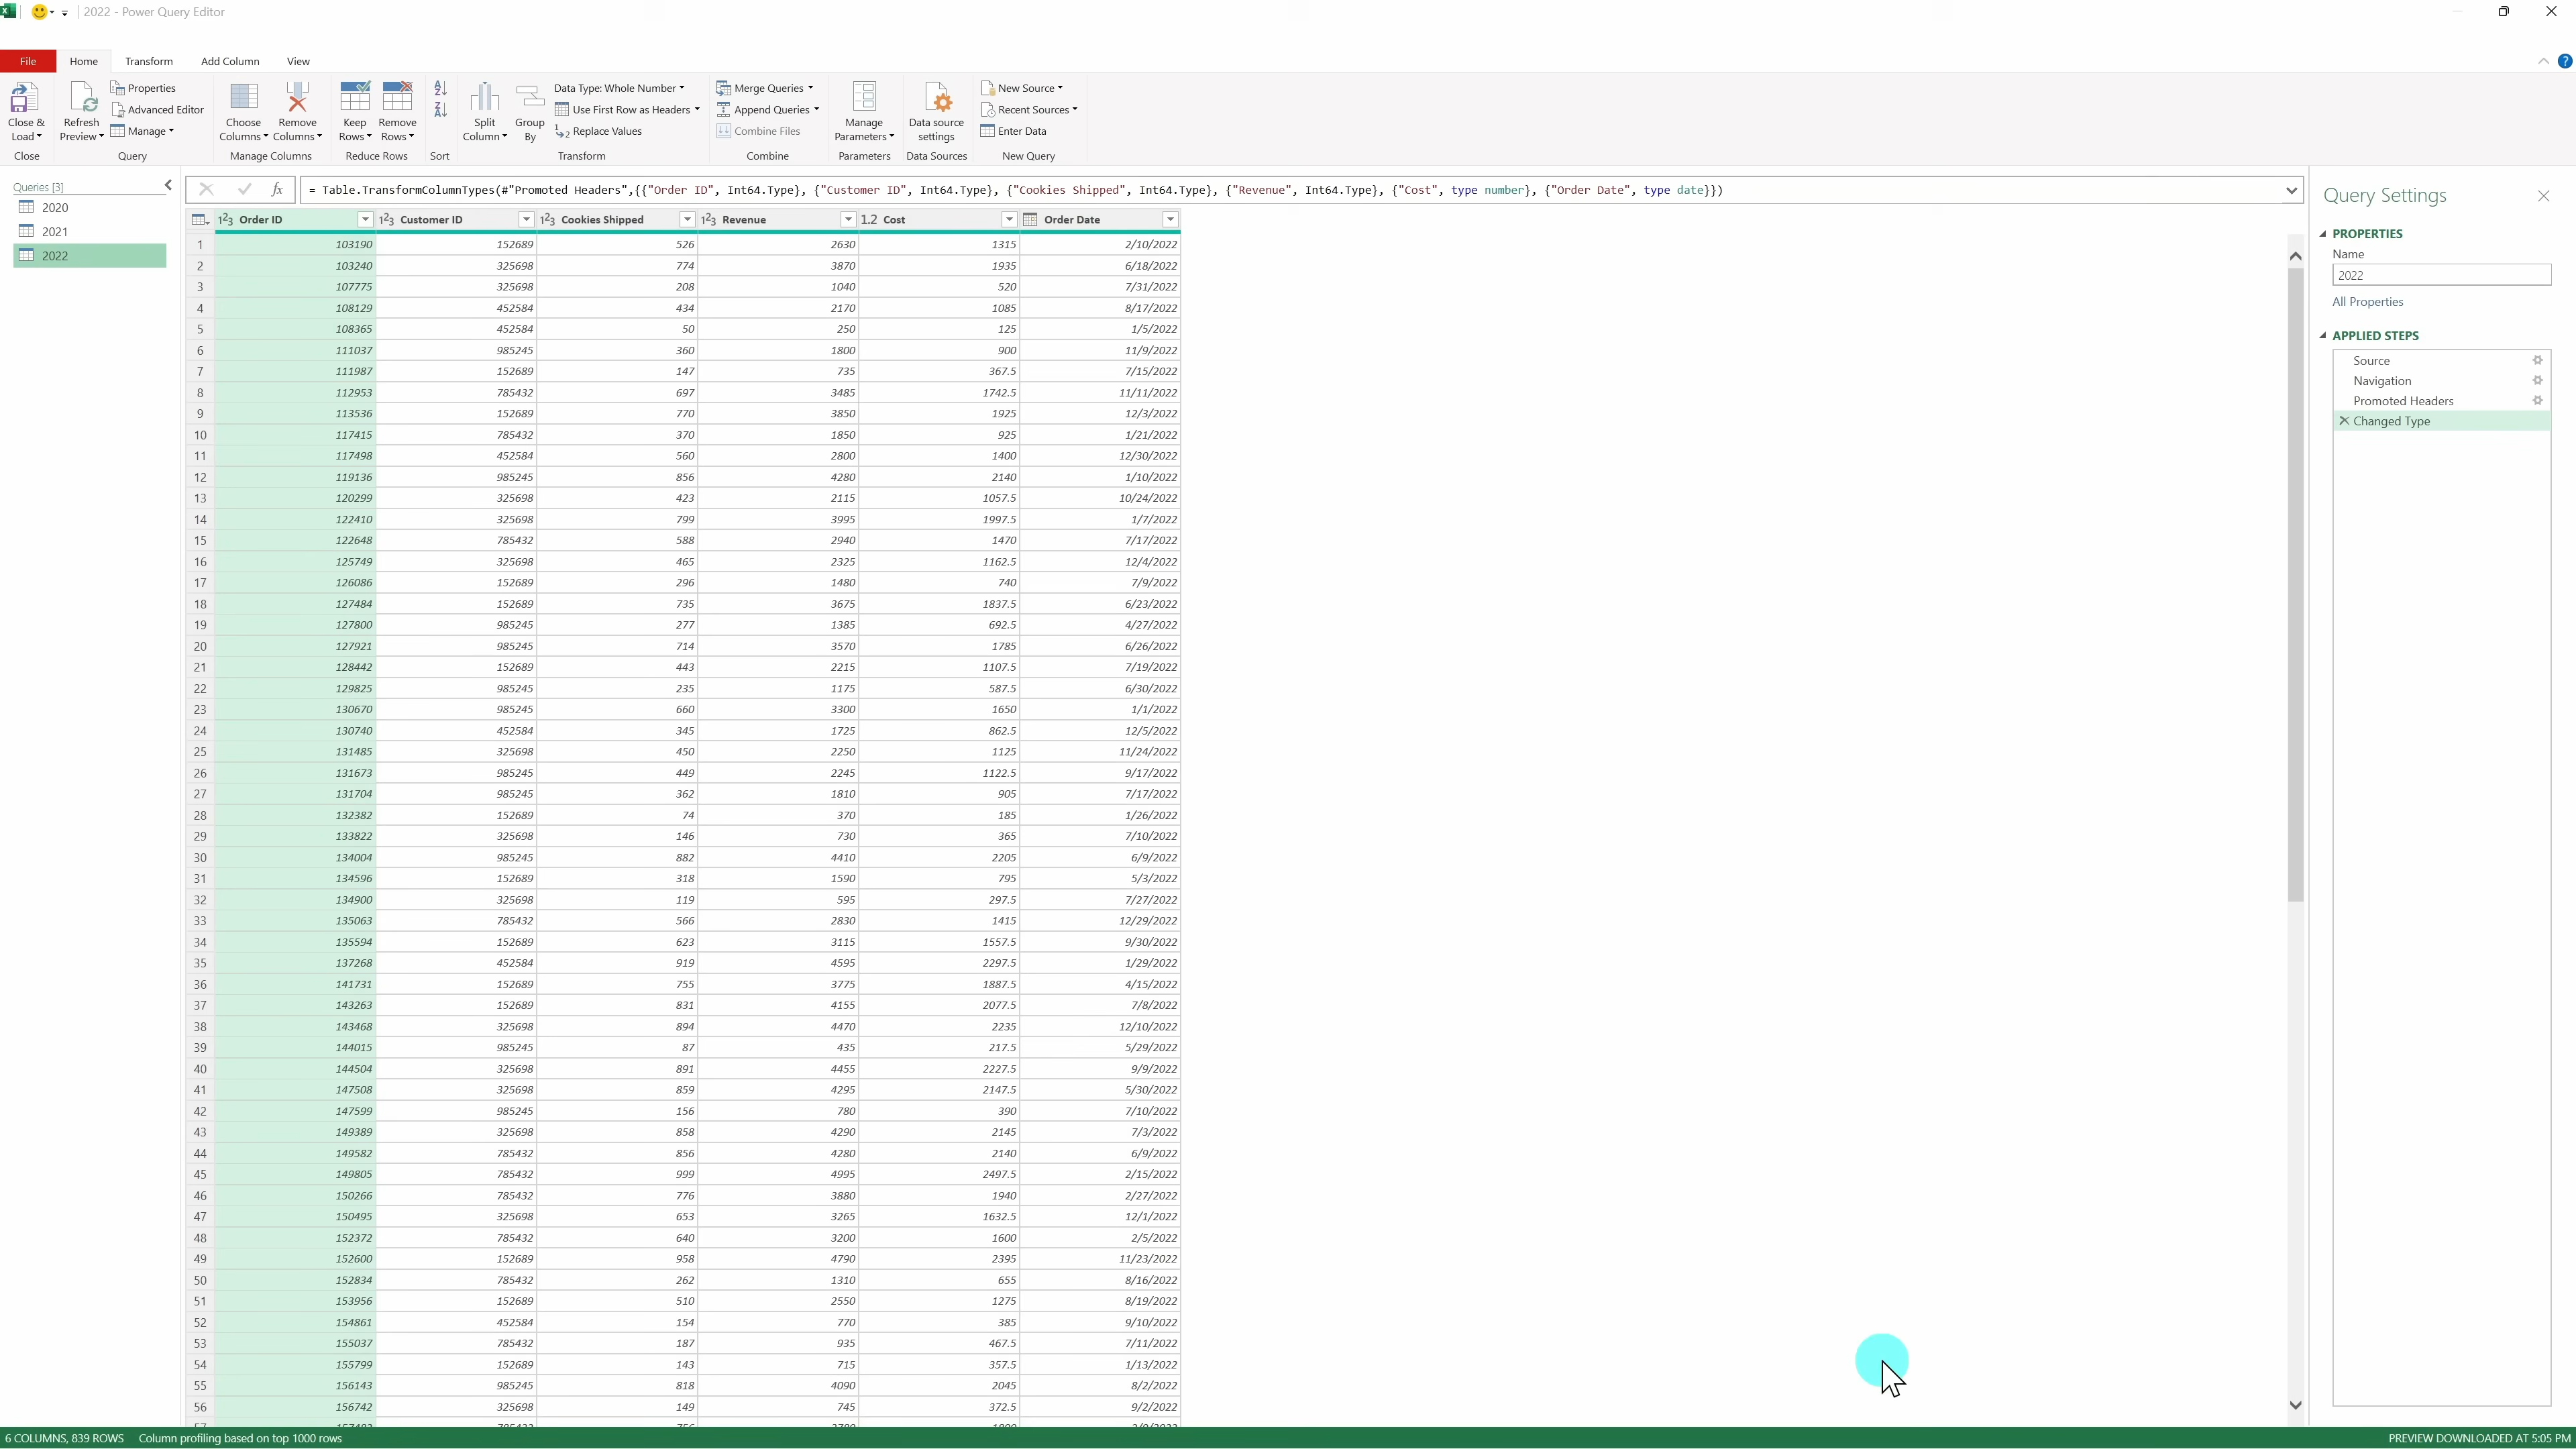 2022 - Power Query Editor
File Home Transform Add Column View
Close & Load Refresh Preview Properties Advanced Editor Manage Choose Columns Remove Columns Keep Rows Remove Rows Split Column Group By Data Type: Whole Number Use First Row as Headers Replace Values Merge Queries Append Queries Combine Files Manage Parameters Data source settings New Source Recent Sources Enter Data
Close Query Manage Columns Reduce Rows Sort Transform Combine Parameters Data Sources New Query
Queries [3]
2020
2021
2022
= Table.TransformColumnTypes(#"Promoted Headers",{{"Order ID", Int64.Type}, {"Customer ID", Int64.Type}, {"Cookies Shipped", Int64.Type}, {"Revenue", Int64.Type}, {"Cost", type number}, {"Order Date", type date}})
Order ID Customer ID Cookies Shipped Revenue Cost Order Date
1 103190 152689 526 2630 1315 2/10/2022
2 103240 325698 774 3870 1935 6/18/2022
3 107775 325698 208 1040 520 7/31/2022
4 108129 452584 434 2170 1085 8/17/2022
5 108365 452584 50 250 125 1/5/2022
6 111037 985245 360 1800 900 11/9/2022
7 111987 152689 147 735 367.5 7/15/2022
8 112953 785432 697 3485 1742.5 11/11/2022
9 113536 152689 770 3850 1925 12/3/2022
10 117415 785432 370 1850 925 1/21/2022
11 117498 452584 560 2800 1400 12/30/2022
12 119136 985245 856 4280 2140 1/10/2022
13 120299 325698 423 2115 1057.5 10/24/2022
14 122410 325698 799 3995 1997.5 1/7/2022
15 122648 785432 588 2940 1470 7/17/2022
16 125749 325698 465 2325 1162.5 12/4/2022
17 126086 152689 296 1480 740 7/9/2022
18 127484 152689 735 3675 1837.5 6/23/2022
19 127800 985245 277 1385 692.5 4/27/2022
20 127921 985245 714 3570 1785 6/26/2022
21 128442 152689 443 2215 1107.5 7/19/2022
22 129825 985245 235 1175 587.5 6/30/2022
23 130670 985245 660 3300 1650 1/1/2022
24 130740 452584 345 1725 862.5 12/5/2022
25 131485 325698 450 2250 1125 11/24/2022
26 131673 985245 449 2245 1122.5 9/17/2022
27 131704 985245 362 1810 905 7/17/2022
28 132382 152689 74 370 185 1/26/2022
29 133822 325698 146 730 365 7/10/2022
30 134004 985245 882 4410 2205 6/9/2022
31 134596 152689 318 1590 795 5/3/2022
32 134900 325698 119 595 297.5 7/27/2022
33 135063 785432 566 2830 1415 12/29/2022
34 135594 152689 623 3115 1557.5 9/30/2022
35 137268 452584 919 4595 2297.5 1/29/2022
36 141731 152689 755 3775 1887.5 4/15/2022
37 143263 152689 831 4155 2077.5 7/8/2022
38 143468 325698 894 4470 2235 12/10/2022
39 144015 985245 87 435 217.5 5/29/2022
40 144504 325698 891 4455 2227.5 9/9/2022
41 147508 325698 859 4295 2147.5 5/30/2022
42 147599 985245 156 780 390 7/10/2022
43 149389 325698 858 4290 2145 7/3/2022
44 149582 785432 856 4280 2140 6/9/2022
45 149805 785432 999 4995 2497.5 2/15/2022
46 150266 785432 776 3880 1940 2/27/2022
47 150495 325698 653 3265 1632.5 12/1/2022
48 152372 785432 640 3200 1600 2/5/2022
49 152600 152689 958 4790 2395 11/23/2022
50 152834 785432 262 1310 655 8/16/2022
51 153956 152689 510 2550 1275 8/19/2022
52 154861 452584 154 770 385 9/10/2022
53 155037 785432 187 935 467.5 7/11/2022
54 155799 152689 143 715 357.5 1/13/2022
55 156143 985245 818 4090 2045 8/2/2022
56 156742 325698 149 745 372.5 9/2/2022
Query Settings
PROPERTIES
Name
2022
All Properties
APPLIED STEPS
Source
Navigation
Promoted Headers
Changed Type
6 COLUMNS, 839 ROWS Column profiling based on top 1000 rows PREVIEW DOWNLOADED AT 5:05 PM